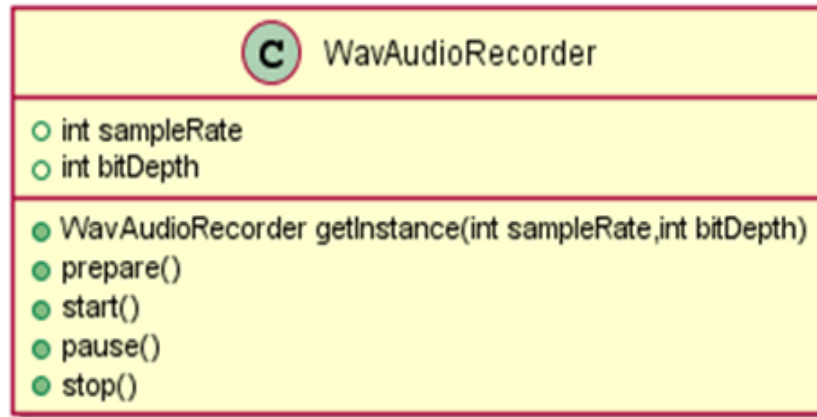 C WavAudioRecorder
int sampleRate
int bitDepth
WavAudioRecorder getInstance(int sampleRate,int bitDepth)
prepare()
start()
pause()
stop()